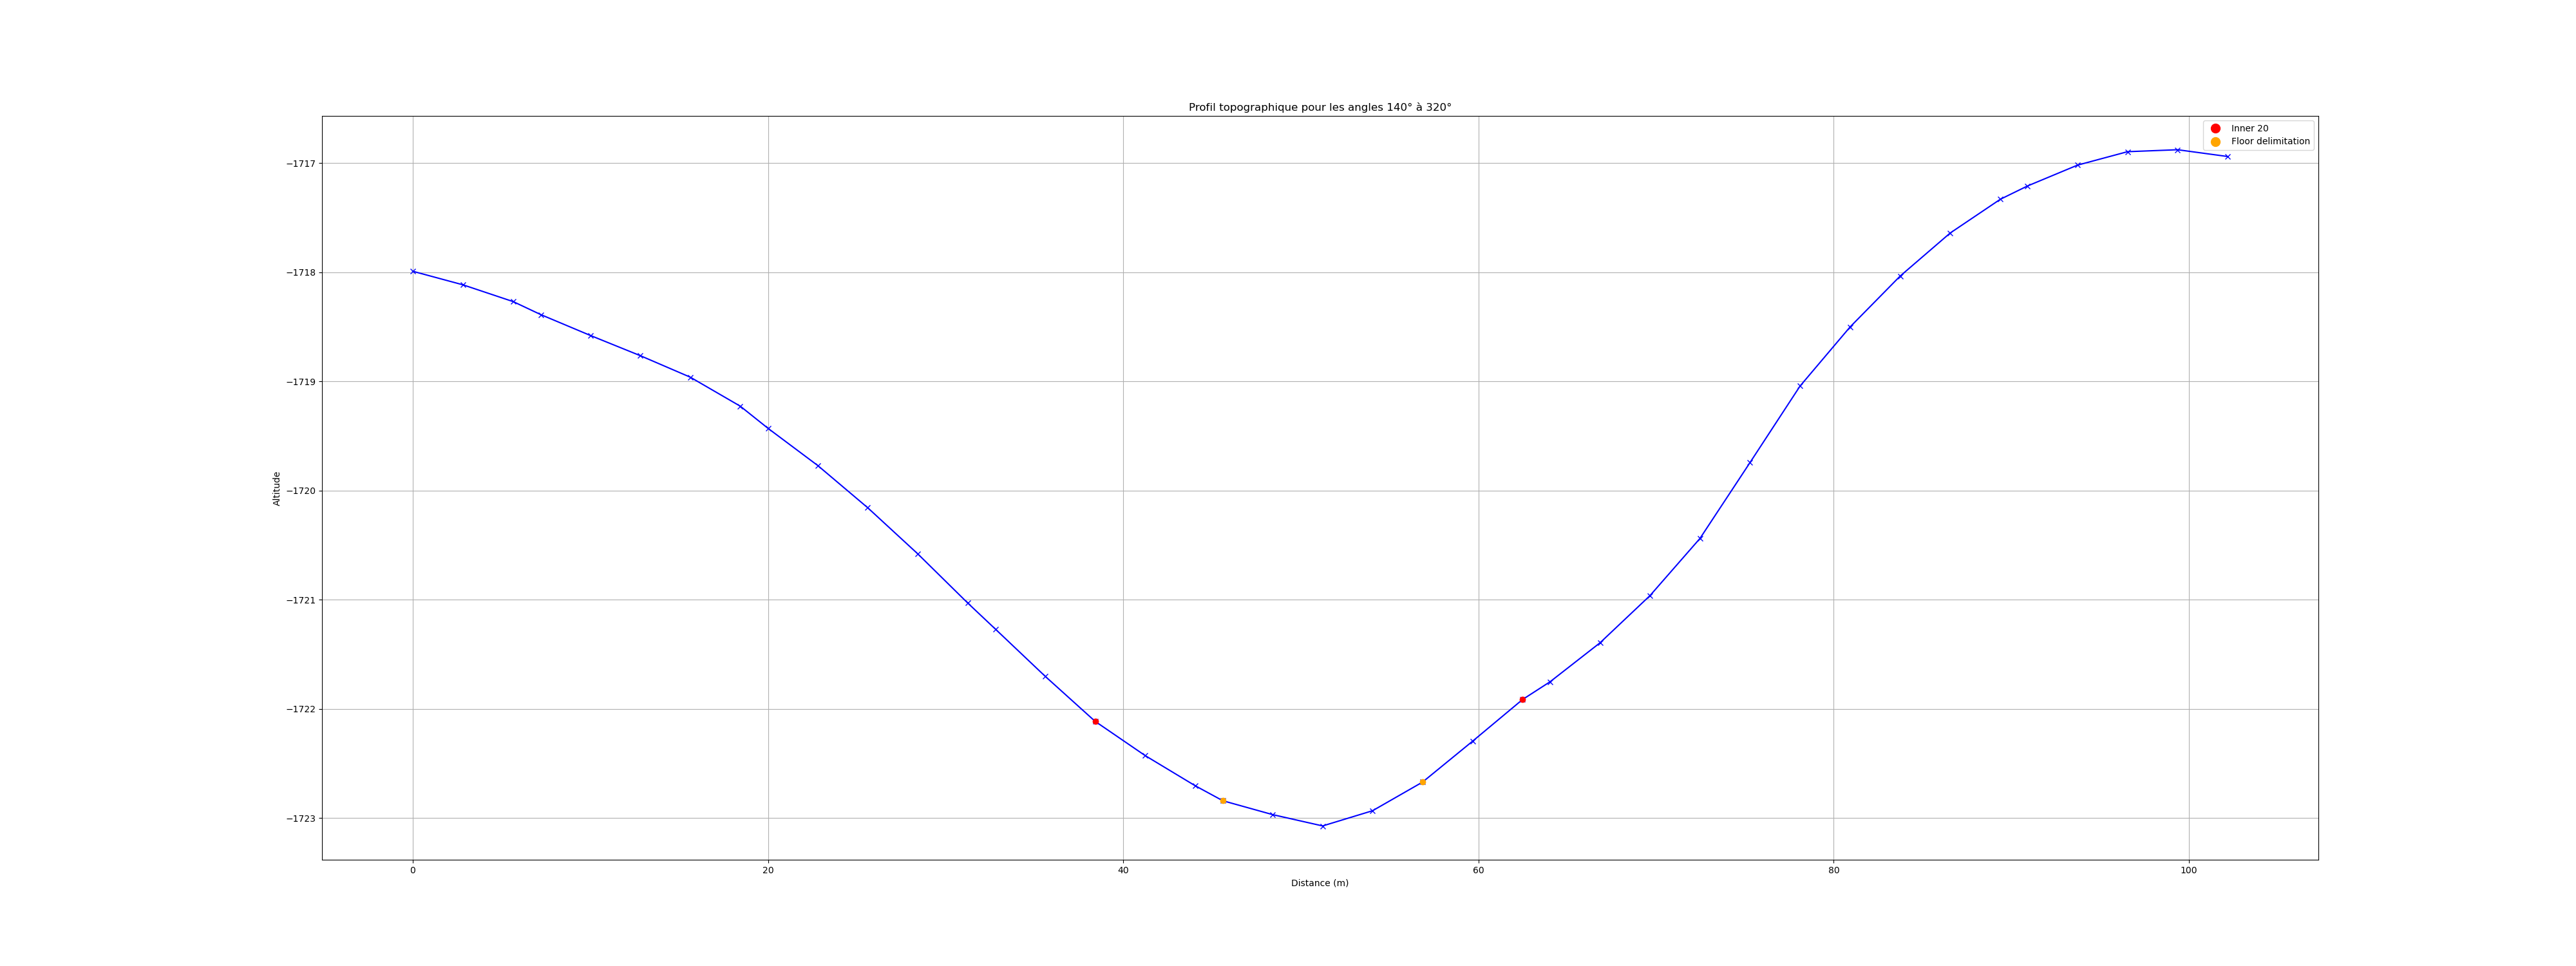 Profil topographique pour les angles 140° à 320°
Inner 20
Floor delimitation
−1717
−1718
−1719
−1720
−1721
−1722
−1723
Altitude
0 20 40 60 80 100
Distance (m)